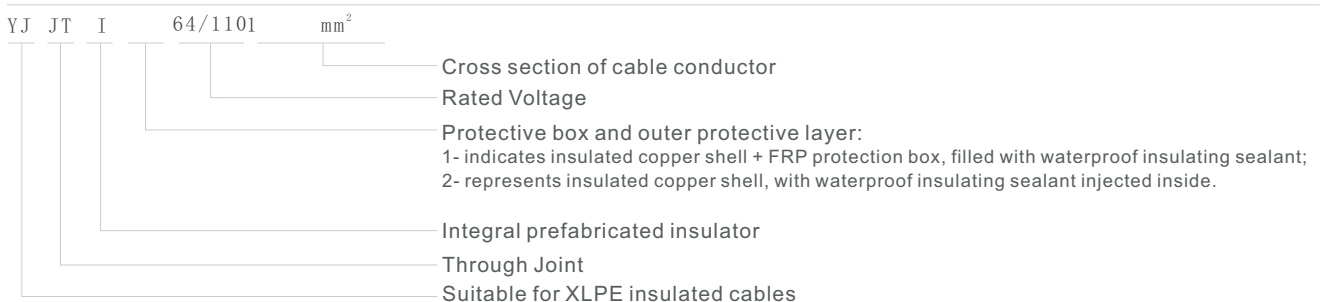 YJ JT I 64/1101 mm²
Cross section of cable conductor
Rated Voltage
Protective box and outer protective layer:
1- indicates insulated copper shell + FRP protection box, filled with waterproof insulating sealant;
2- represents insulated copper shell, with waterproof insulating sealant injected inside.
Integral prefabricated insulator
Through Joint
Suitable for XLPE insulated cables